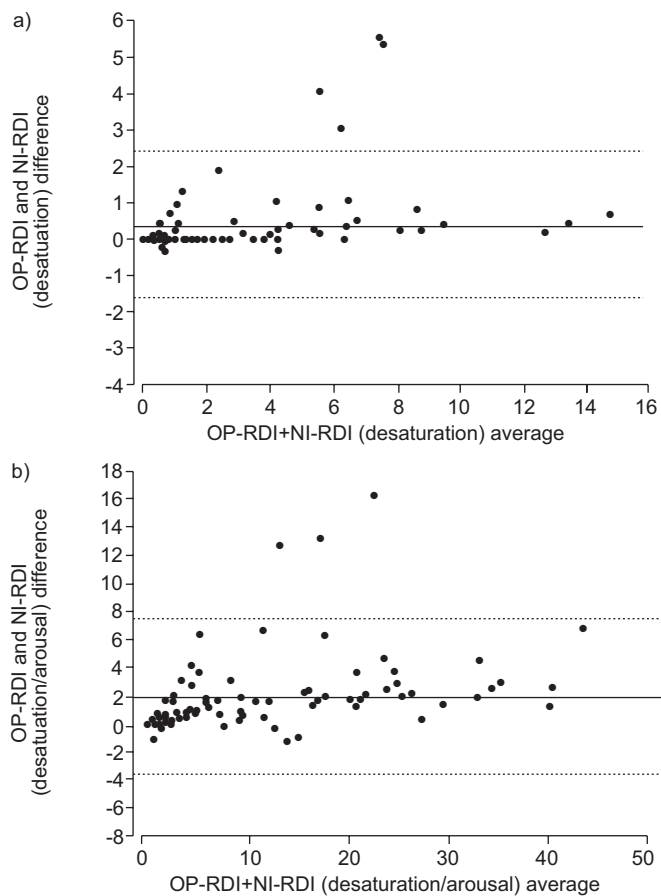 a)
6
5
4
3
2
1
0
-1
-2
-3
-4
OP-RDI and NI-RDI
(desatuation) difference
0 2 4 6 8 10 12 14 16
OP-RDI+NI-RDI (desaturation) average
b)
18
16
14
12
10
8
6
4
2
0
-2
-4
-6
-8
OP-RDI and NI-RDI
(desatuation/arousal) difference
0 10 20 30 40 50
OP-RDI+NI-RDI (desaturation/arousal) average